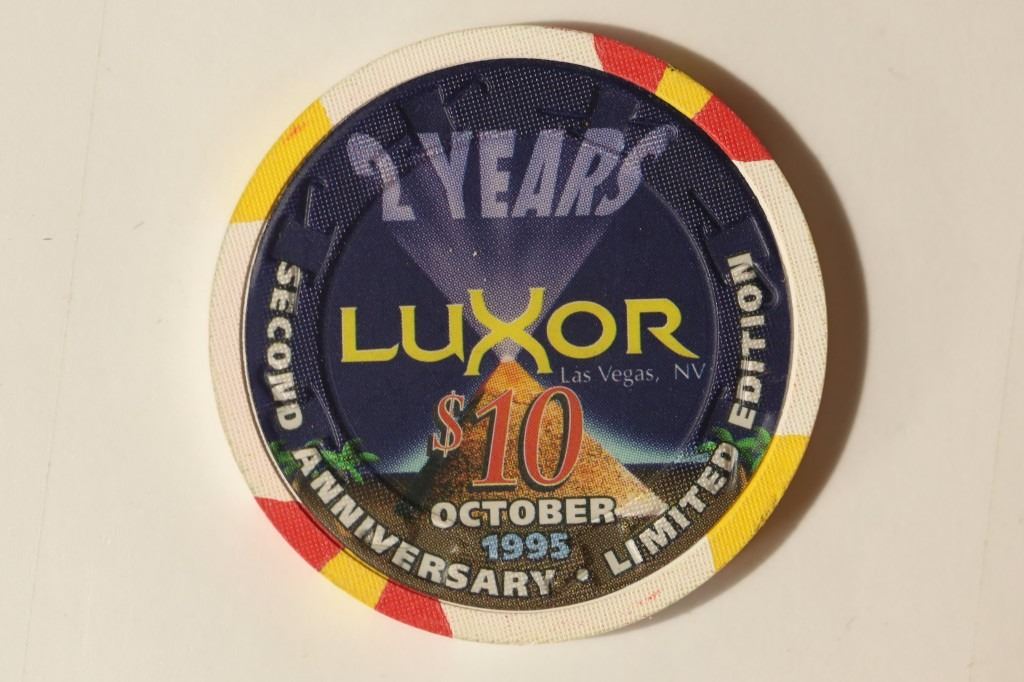 2 YEARS
LUXOR
Las Vegas, NV
$10
OCTOBER
1995
SECOND ANNIVERSARY • LIMITED EDITION